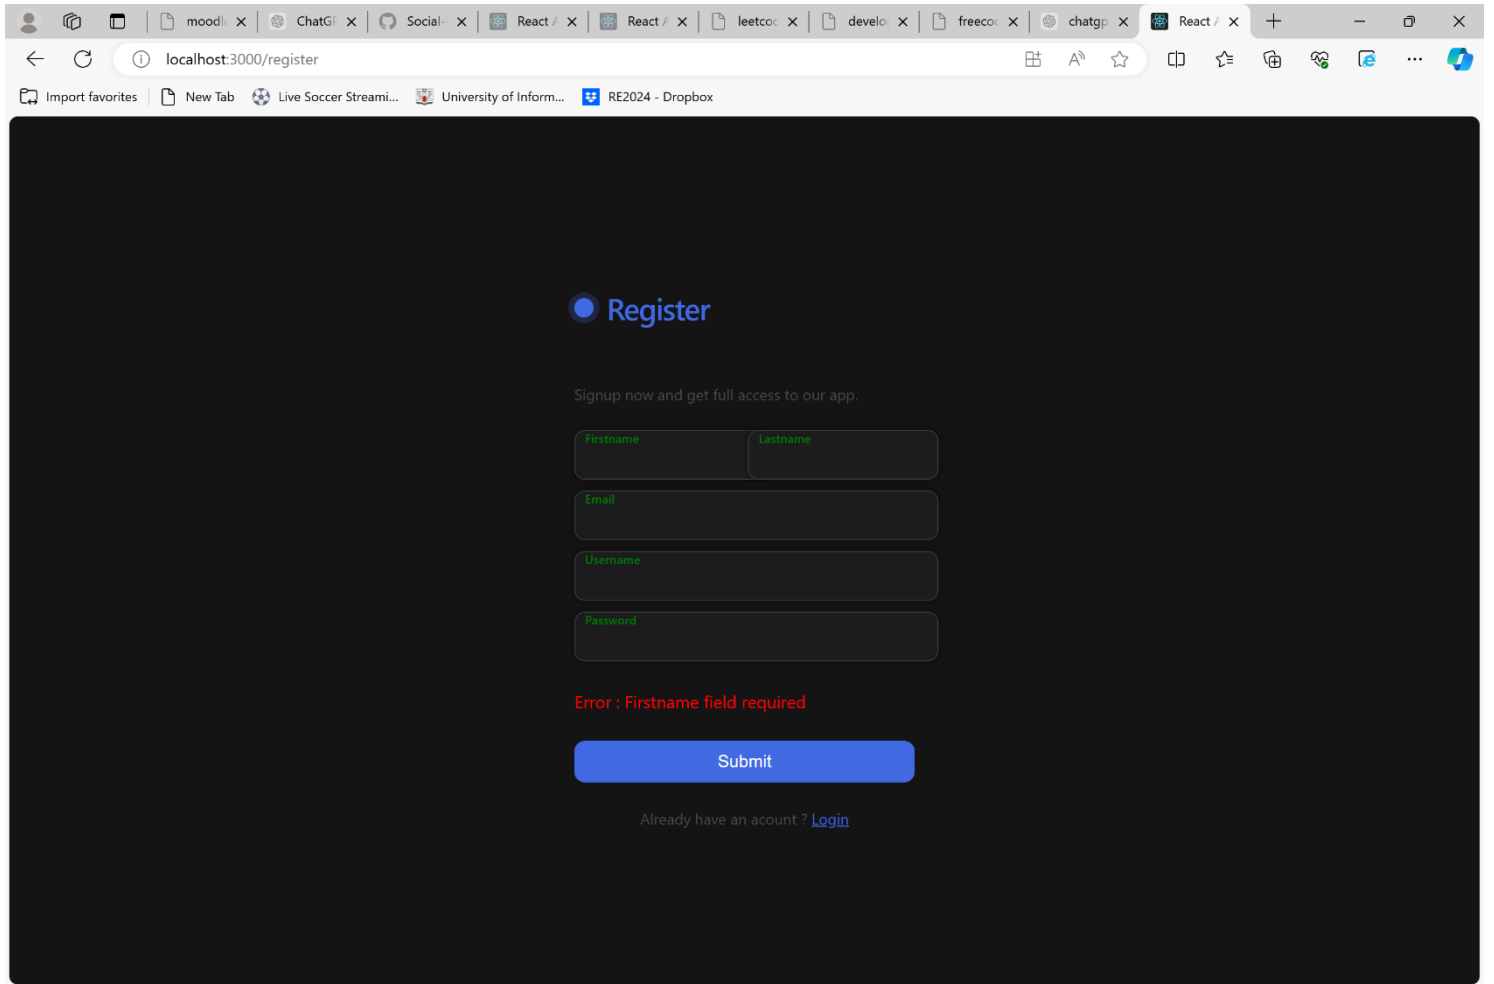 moodle ChatGP Social- React A React A leetcoc develo freecoc chatgp React A
localhost:3000/register
Import favorites New Tab Live Soccer Streami... University of Inform... RE2024 - Dropbox
Register
Signup now and get full access to our app.
Firstname Lastname
Email
Username
Password
Error : Firstname field required
Submit
Already have an acount ? Login